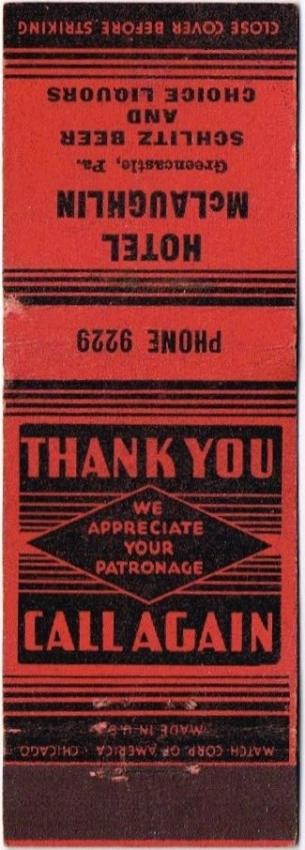 CLOSE COVER BEFORE STRIKING
HOTEL
McLAUGHLIN
Greencastle, Pa.
SCHLITZ BEER
AND
CHOICE LIQUORS
PHONE 9229
THANK YOU
WE
APPRECIATE
YOUR
PATRONAGE
CALL AGAIN
MADE IN U.S.
MATCH CORP. OF AMERICA, CHICAGO